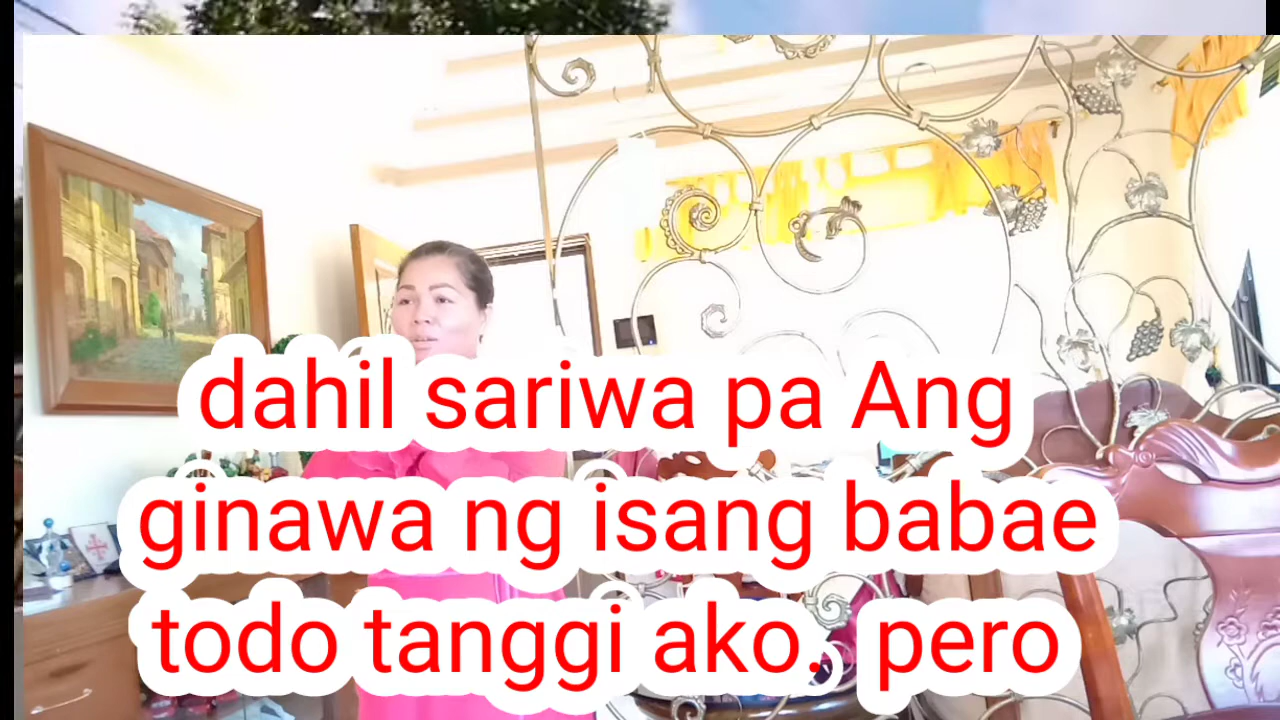 dahil sariwa pa Ang
ginawa ng isang babae
todo tanggi ako. pero